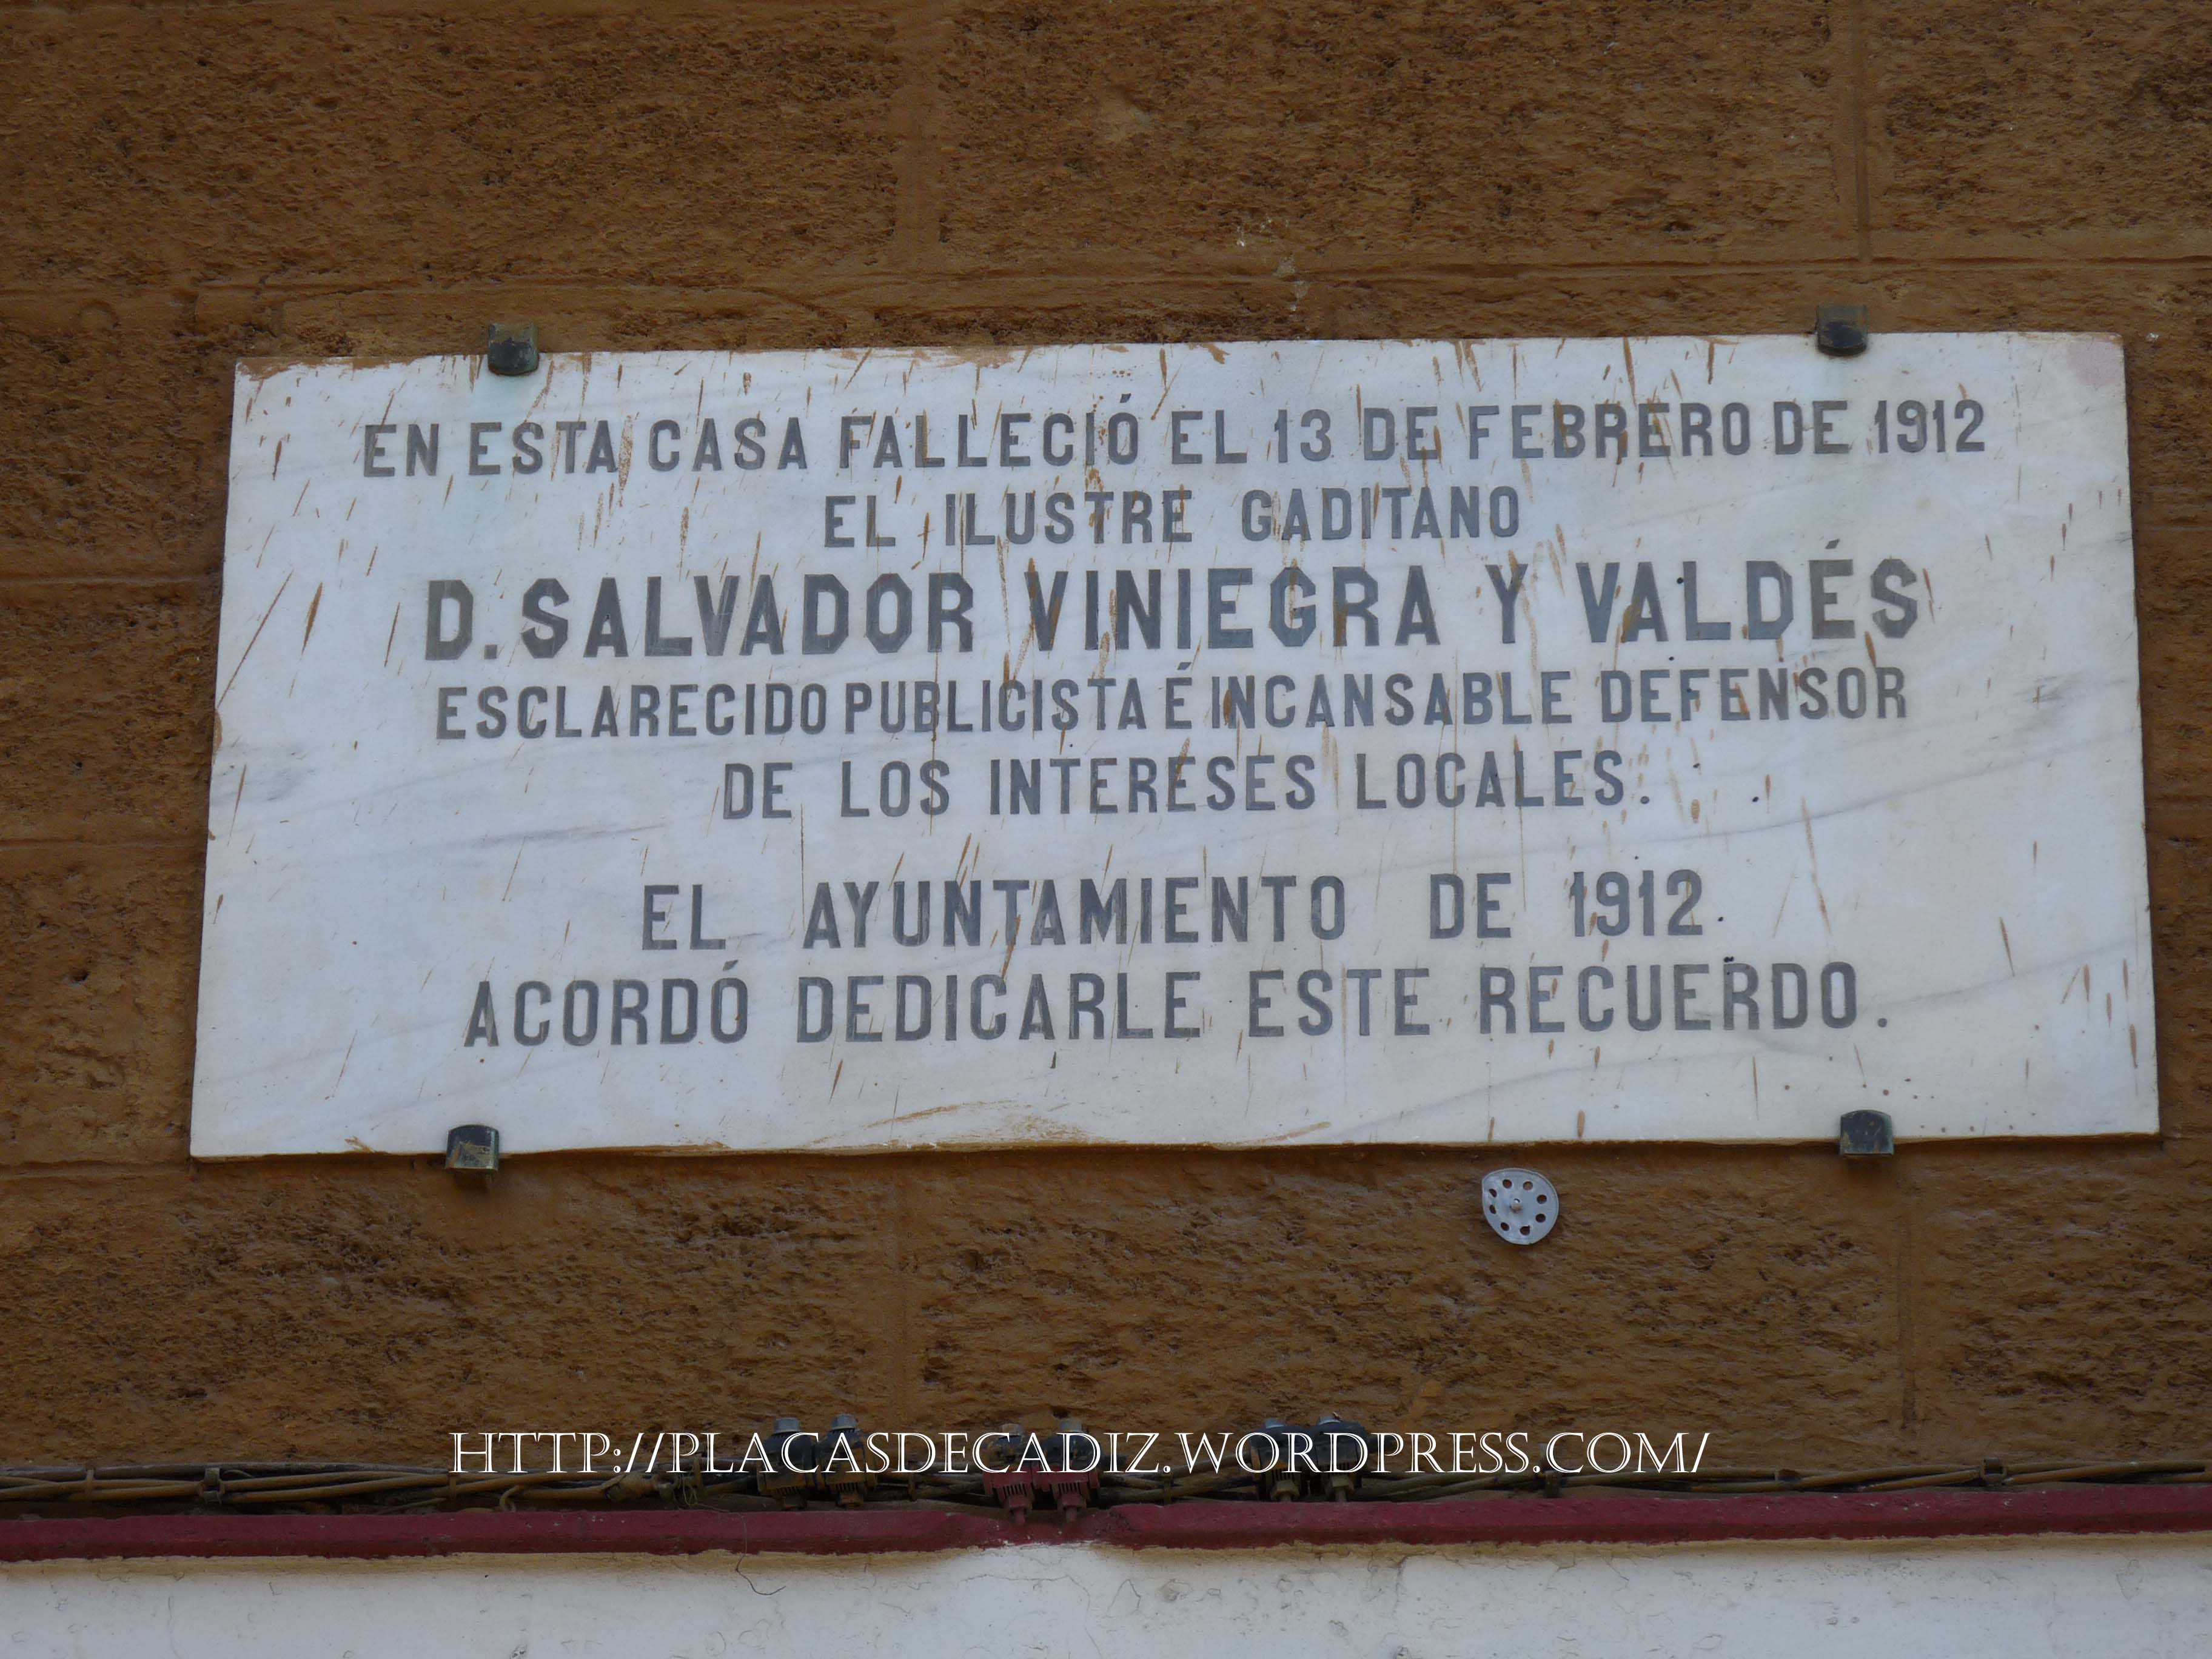 EN ESTA CASA FALLECIÓ EL 13 DE FEBRERO DE 1912
EL ILUSTRE GADITANO
D. SALVADOR VINIEGRA Y VALDÉS
ESCLARECIDO PUBLICISTA É INCANSABLE DEFENSOR
DE LOS INTERESES LOCALES.
EL AYUNTAMIENTO DE 1912
ACORDÓ DEDICARLE ESTE RECUERDO.
HTTP://PLACASDECADIZ.WORDPRESS.COM/